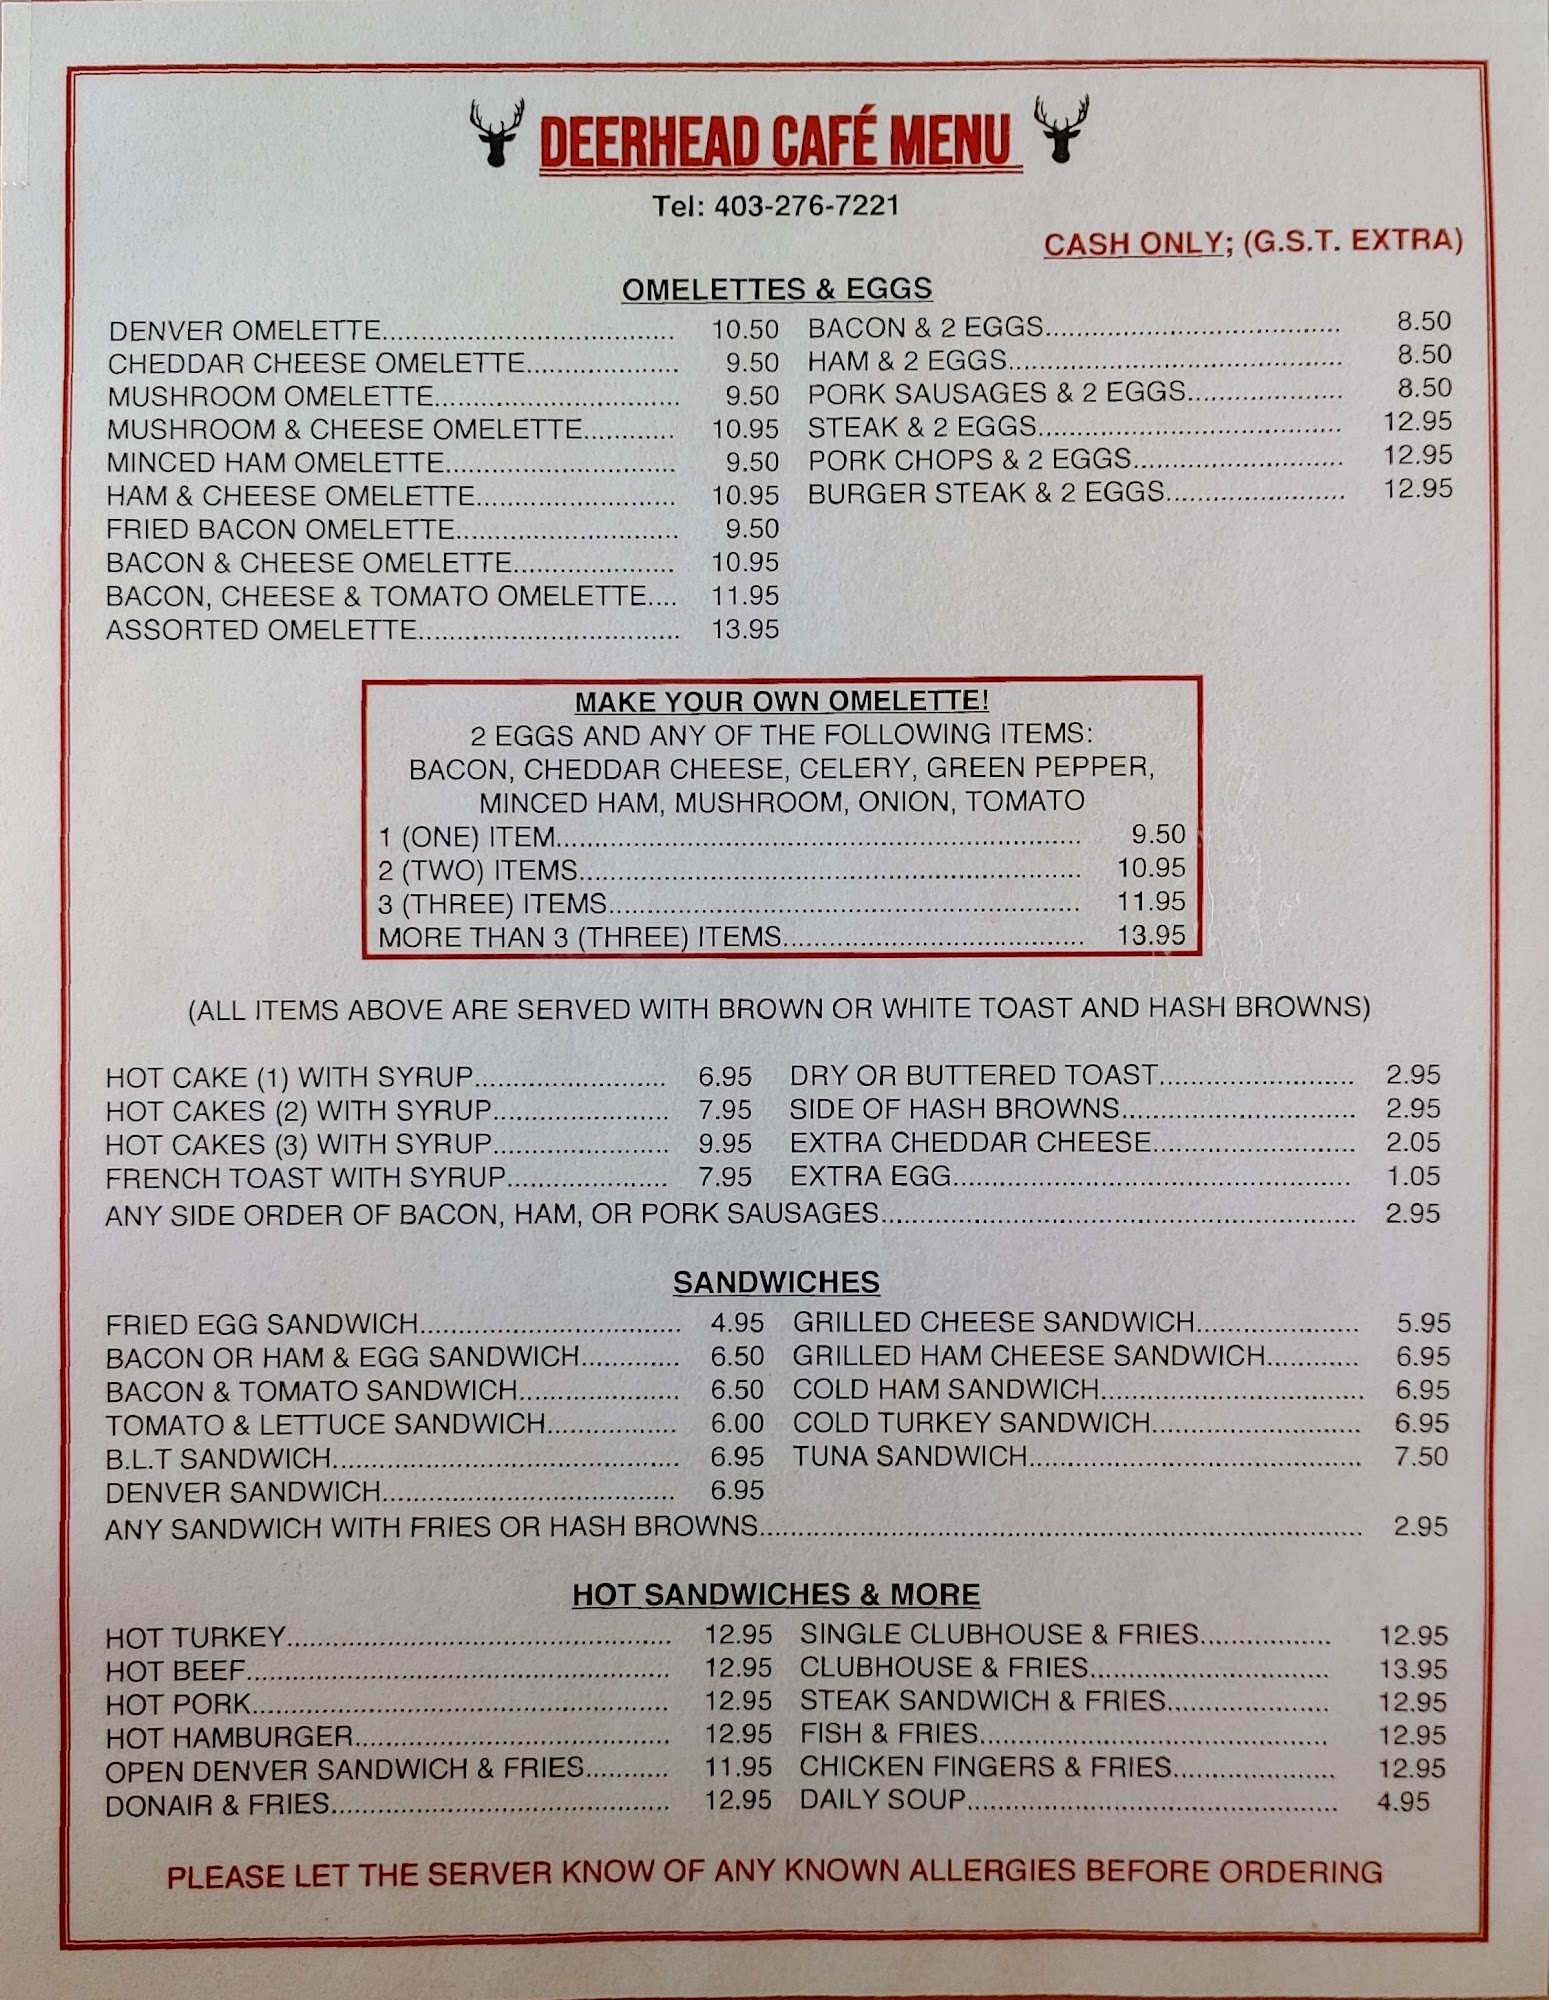 DEERHEAD CAFÉ MENU
Tel: 403-276-7221
CASH ONLY; (G.S.T. EXTRA)
OMELETTES & EGGS
DENVER OMELETTE..................................... 10.50 BACON & 2 EGGS...................................... 8.50
CHEDDAR CHEESE OMELETTE.................... 9.50 HAM & 2 EGGS........................................... 8.50
MUSHROOM OMELETTE................................ 9.50 PORK SAUSAGES & 2 EGGS.................... 8.50
MUSHROOM & CHEESE OMELETTE............ 10.95 STEAK & 2 EGGS....................................... 12.95
MINCED HAM OMELETTE.............................. 9.50 PORK CHOPS & 2 EGGS........................... 12.95
HAM & CHEESE OMELETTE.......................... 10.95 BURGER STEAK & 2 EGGS....................... 12.95
FRIED BACON OMELETTE............................. 9.50
BACON & CHEESE OMELETTE..................... 10.95
BACON, CHEESE & TOMATO OMELETTE.... 11.95
ASSORTED OMELETTE.................................. 13.95
MAKE YOUR OWN OMELETTE!
2 EGGS AND ANY OF THE FOLLOWING ITEMS:
BACON, CHEDDAR CHEESE, CELERY, GREEN PEPPER,
MINCED HAM, MUSHROOM, ONION, TOMATO
1 (ONE) ITEM.................................................................... 9.50
2 (TWO) ITEMS................................................................. 10.95
3 (THREE) ITEMS............................................................. 11.95
MORE THAN 3 (THREE) ITEMS....................................... 13.95
(ALL ITEMS ABOVE ARE SERVED WITH BROWN OR WHITE TOAST AND HASH BROWNS)
HOT CAKE (1) WITH SYRUP......................... 6.95 DRY OR BUTTERED TOAST......................... 2.95
HOT CAKES (2) WITH SYRUP....................... 7.95 SIDE OF HASH BROWNS.............................. 2.95
HOT CAKES (3) WITH SYRUP....................... 9.95 EXTRA CHEDDAR CHEESE.......................... 2.05
FRENCH TOAST WITH SYRUP..................... 7.95 EXTRA EGG.................................................... 1.05
ANY SIDE ORDER OF BACON, HAM, OR PORK SAUSAGES............................................................. 2.95
SANDWICHES
FRIED EGG SANDWICH.................................. 4.95 GRILLED CHEESE SANDWICH..................... 5.95
BACON OR HAM & EGG SANDWICH............. 6.50 GRILLED HAM CHEESE SANDWICH............ 6.95
BACON & TOMATO SANDWICH..................... 6.50 COLD HAM SANDWICH.................................. 6.95
TOMATO & LETTUCE SANDWICH................. 6.00 COLD TURKEY SANDWICH........................... 6.95
B.L.T SANDWICH............................................. 6.95 TUNA SANDWICH........................................... 7.50
DENVER SANDWICH...................................... 6.95
ANY SANDWICH WITH FRIES OR HASH BROWNS.............................................................................. 2.95
HOT SANDWICHES & MORE
HOT TURKEY.................................................. 12.95 SINGLE CLUBHOUSE & FRIES................. 12.95
HOT BEEF....................................................... 12.95 CLUBHOUSE & FRIES............................... 13.95
HOT PORK...................................................... 12.95 STEAK SANDWICH & FRIES..................... 12.95
HOT HAMBURGER......................................... 12.95 FISH & FRIES............................................. 12.95
OPEN DENVER SANDWICH & FRIES........... 11.95 CHICKEN FINGERS & FRIES..................... 12.95
DONAIR & FRIES............................................ 12.95 DAILY SOUP................................................ 4.95
PLEASE LET THE SERVER KNOW OF ANY KNOWN ALLERGIES BEFORE ORDERING